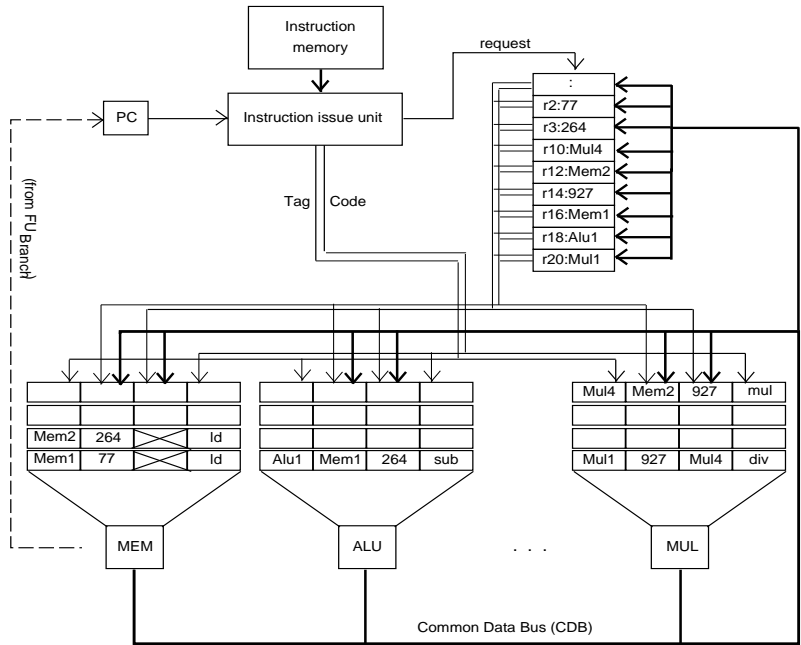 Instruction
memory
request
PC
Instruction issue unit
:
r2:77
r3:264
r10:Mul4
r12:Mem2
r14:927
r16:Mem1
r18:Alu1
r20:Mul1
(from FU Branch)
Tag Code
Mul4 Mem2 927 mul
Mem2 264 ld
Mem1 77 ld
Alu1 Mem1 264 sub
Mul1 927 Mul4 div
MEM
ALU
. . .
MUL
Common Data Bus (CDB)